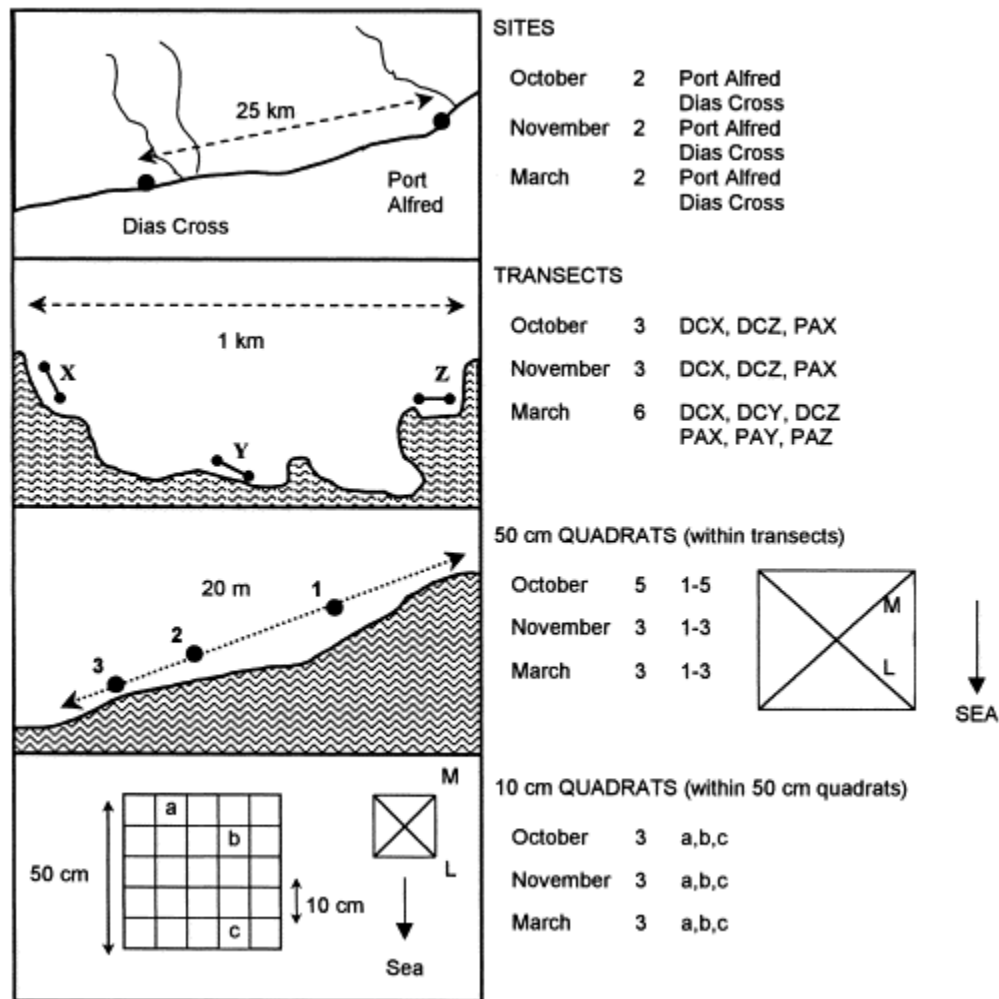 25 km
Port
Alfred
Dias Cross
SITES
October 2 Port Alfred
Dias Cross
November 2 Port Alfred
Dias Cross
March 2 Port Alfred
Dias Cross
1 km
X
Z
Y
TRANSECTS
October 3 DCX, DCZ, PAX
November 3 DCX, DCZ, PAX
March 6 DCX, DCY, DCZ
PAX, PAY, PAZ
20 m
1
2
3
50 cm QUADRATS (within transects)
October 5 1-5
November 3 1-3
March 3 1-3
M
L
SEA
a
b
c
50 cm
10 cm
M
L
Sea
10 cm QUADRATS (within 50 cm quadrats)
October 3 a,b,c
November 3 a,b,c
March 3 a,b,c